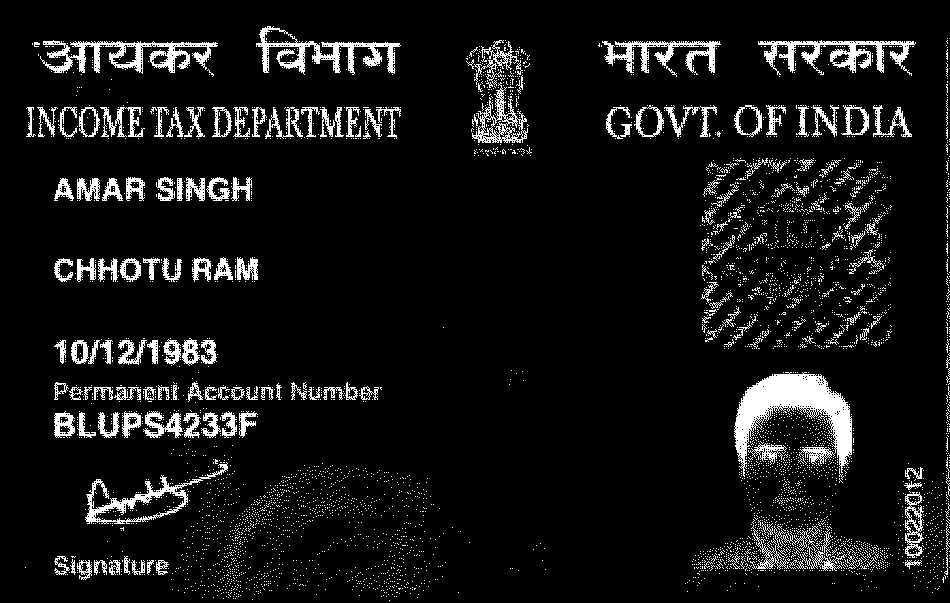 आयकर विभाग
INCOME TAX DEPARTMENT
भारत सरकार
GOVT. OF INDIA
AMAR SINGH
CHHOTU RAM
10/12/1983
Permanent Account Number
BLUPS4233F
Signature
10022012